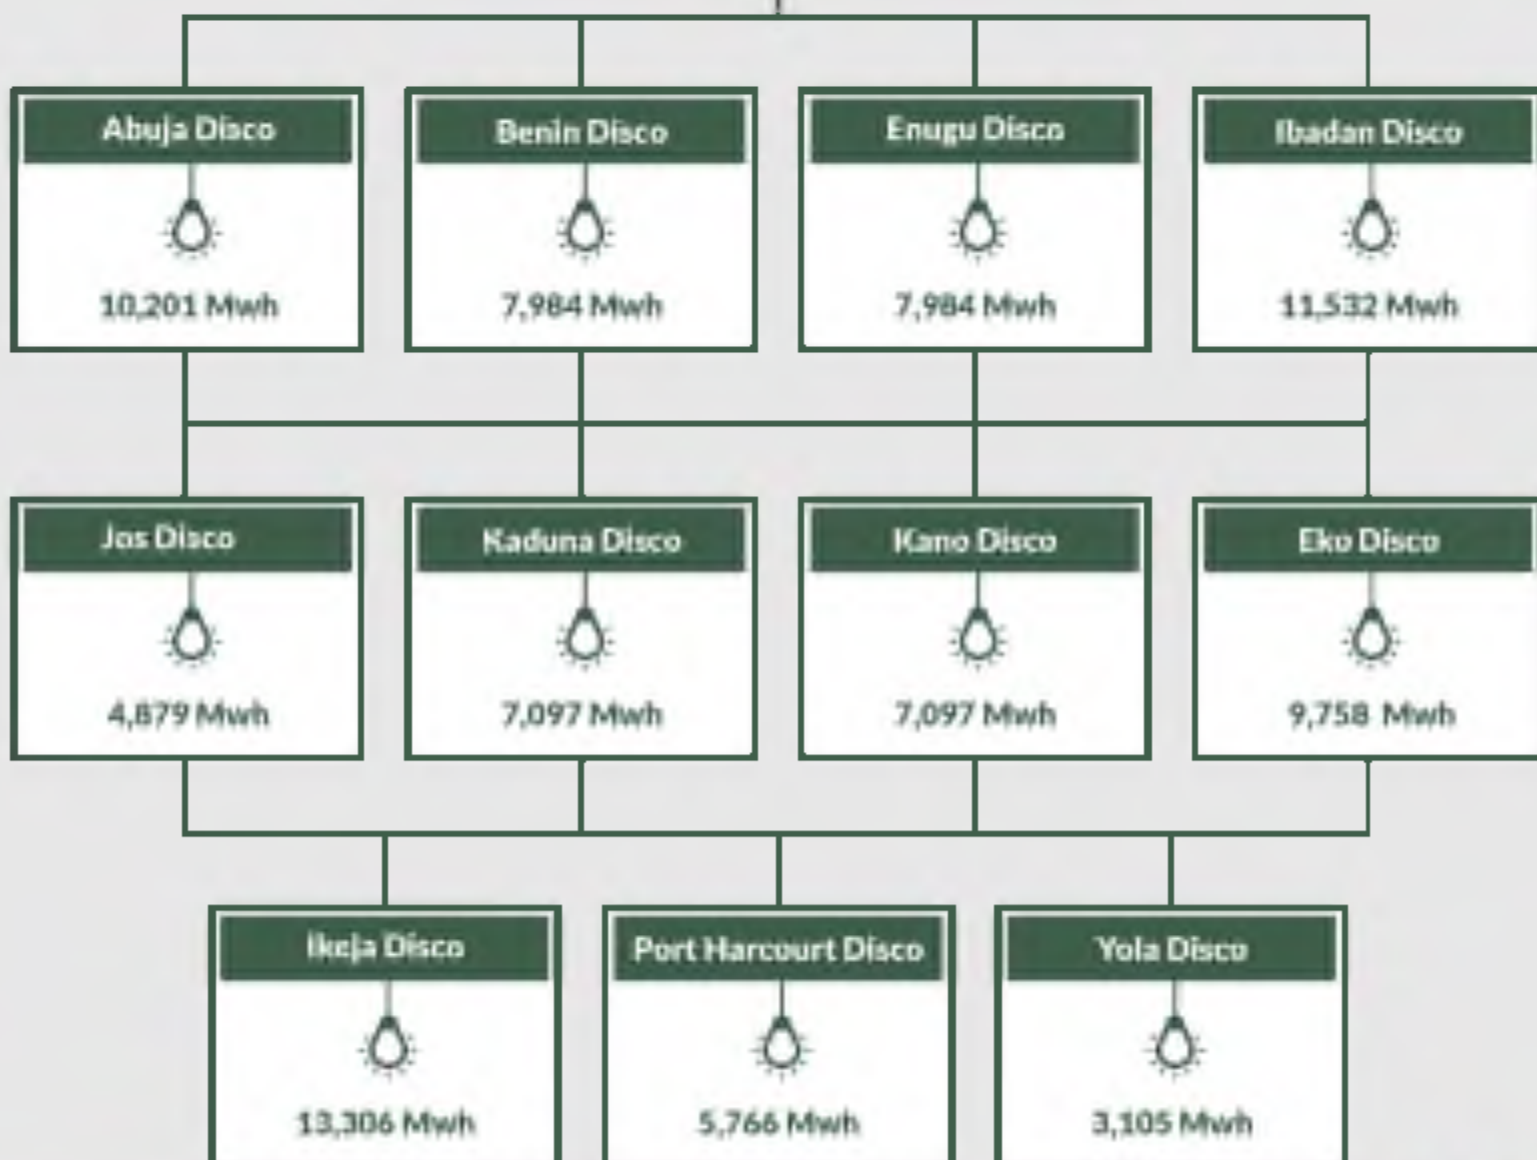 Abuja Disco
10,201 Mwh
Benin Disco
7,984 Mwh
Enugu Disco
7,984 Mwh
Ibadan Disco
11,532 Mwh
Jos Disco
4,879 Mwh
Kaduna Disco
7,097 Mwh
Kano Disco
7,097 Mwh
Eko Disco
9,758 Mwh
Ikeja Disco
13,306 Mwh
Port Harcourt Disco
5,766 Mwh
Yola Disco
3,105 Mwh